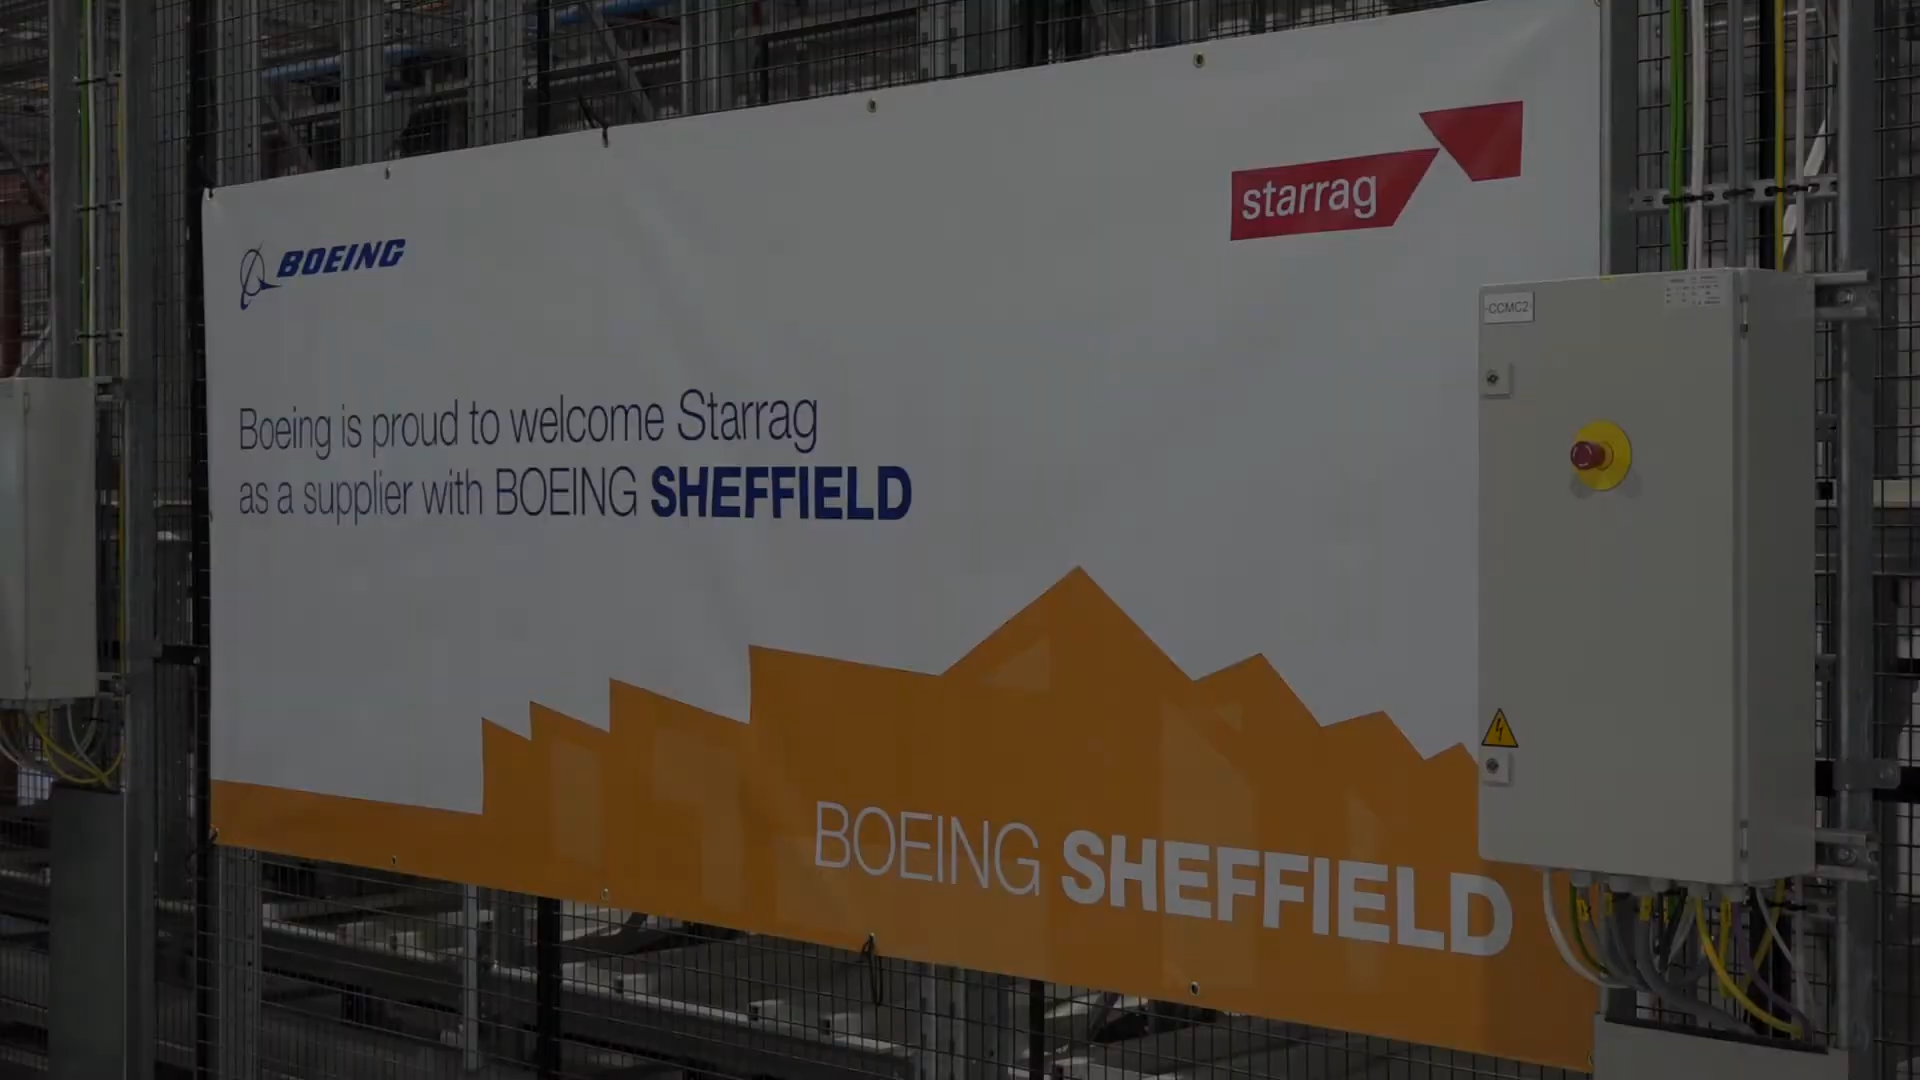 BOEING
starrag
Boeing is proud to welcome Starrag
as a supplier with BOEING SHEFFIELD
-CCMC2-
BOEING SHEFFIELD